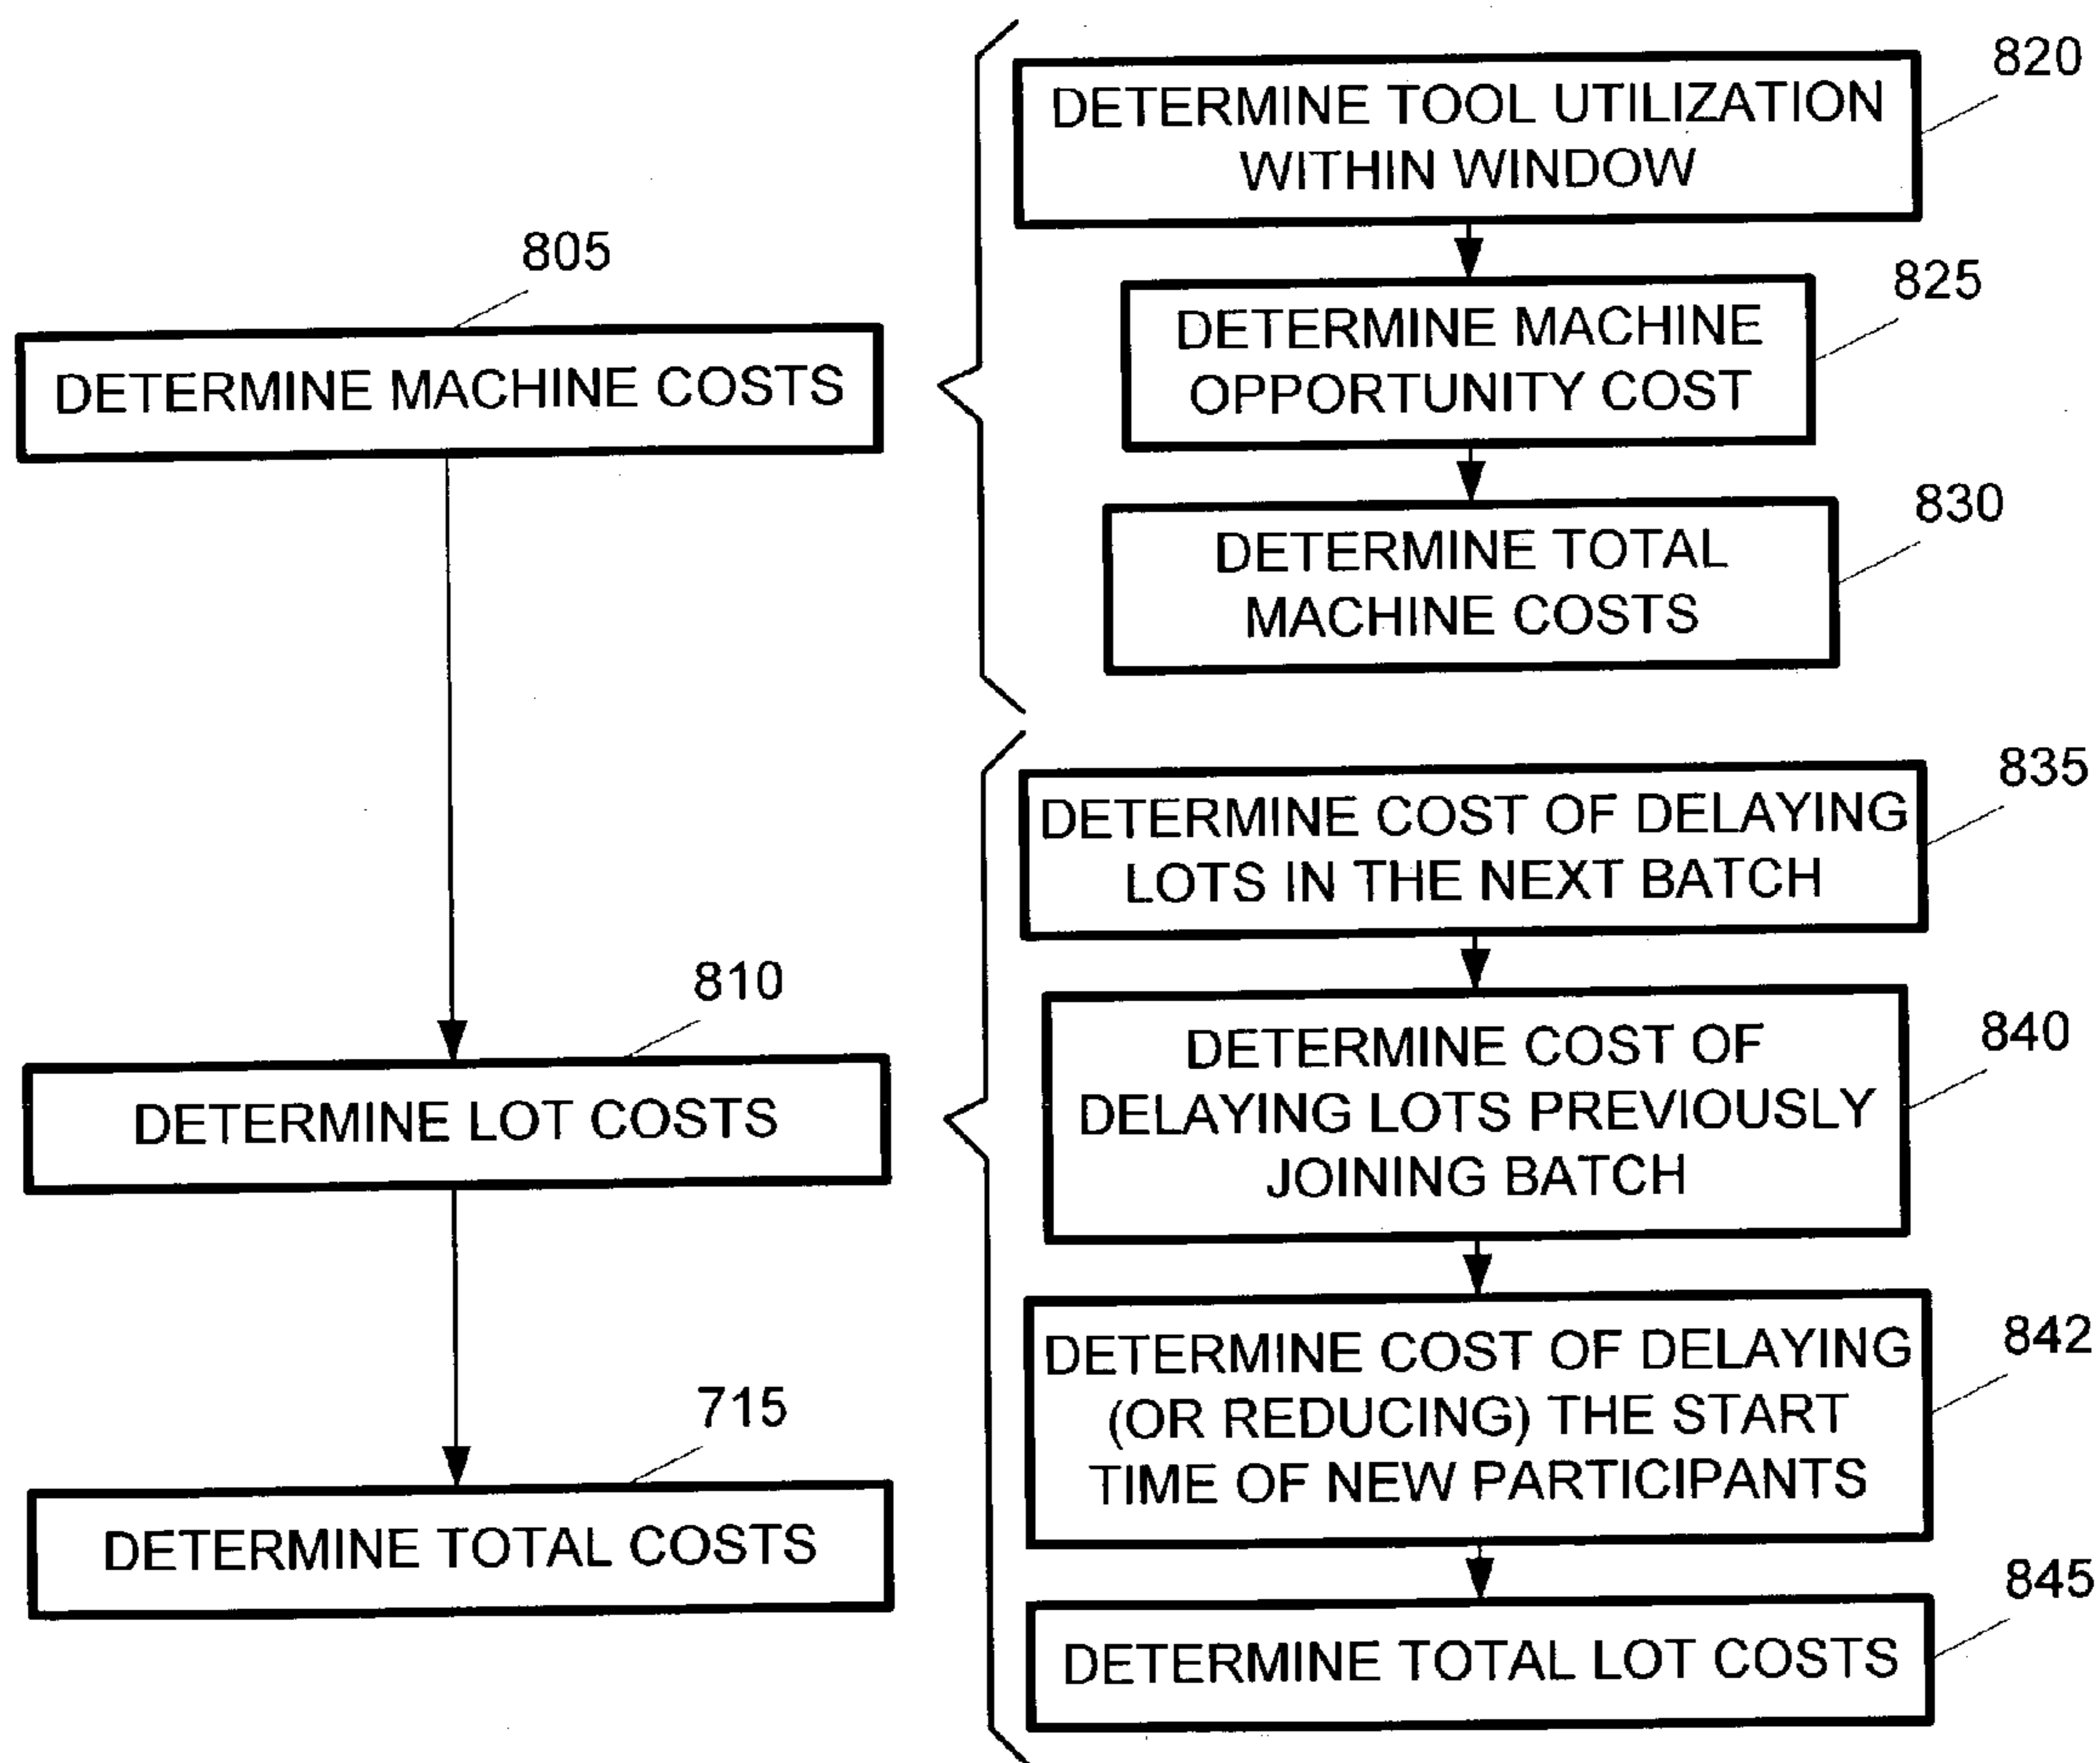 805
DETERMINE MACHINE COSTS
810
DETERMINE LOT COSTS
715
DETERMINE TOTAL COSTS
820
DETERMINE TOOL UTILIZATION
WITHIN WINDOW
825
DETERMINE MACHINE
OPPORTUNITY COST
830
DETERMINE TOTAL
MACHINE COSTS
835
DETERMINE COST OF DELAYING
LOTS IN THE NEXT BATCH
840
DETERMINE COST OF
DELAYING LOTS PREVIOUSLY
JOINING BATCH
842
DETERMINE COST OF DELAYING
(OR REDUCING) THE START
TIME OF NEW PARTICIPANTS
845
DETERMINE TOTAL LOT COSTS